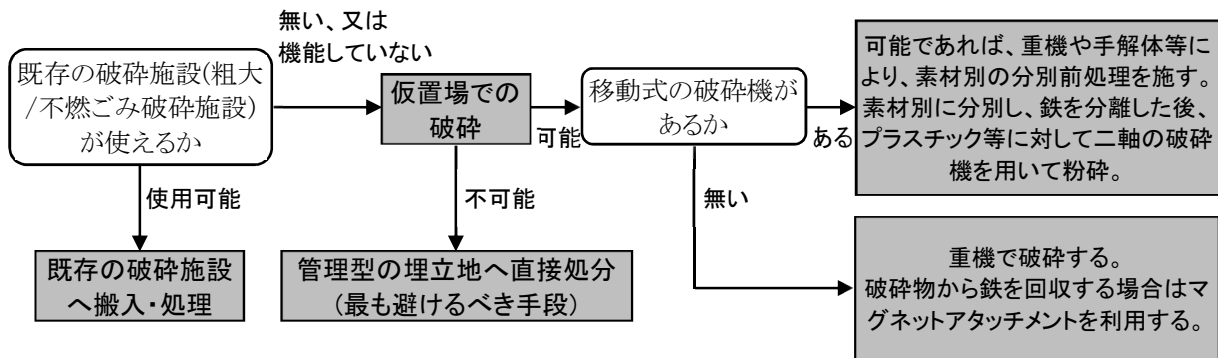 既存の破砕施設(粗大
/不燃ごみ破砕施設)
が使えるか
無い、又は
機能していない
使用可能
既存の破砕施設
へ搬入・処理
仮置場での
破砕
可能
不可能
管理型の埋立地へ直接処分
(最も避けるべき手段)
移動式の破砕機が
あるか
ある
無い
可能であれば、重機や手解体等に
より、素材別の分別前処理を施す。
素材別に分別し、鉄を分離した後、
プラスチック等に対して二軸の破砕
機を用いて粉砕。
重機で破砕する。
破砕物から鉄を回収する場合はマ
グネットアタッチメントを利用する。